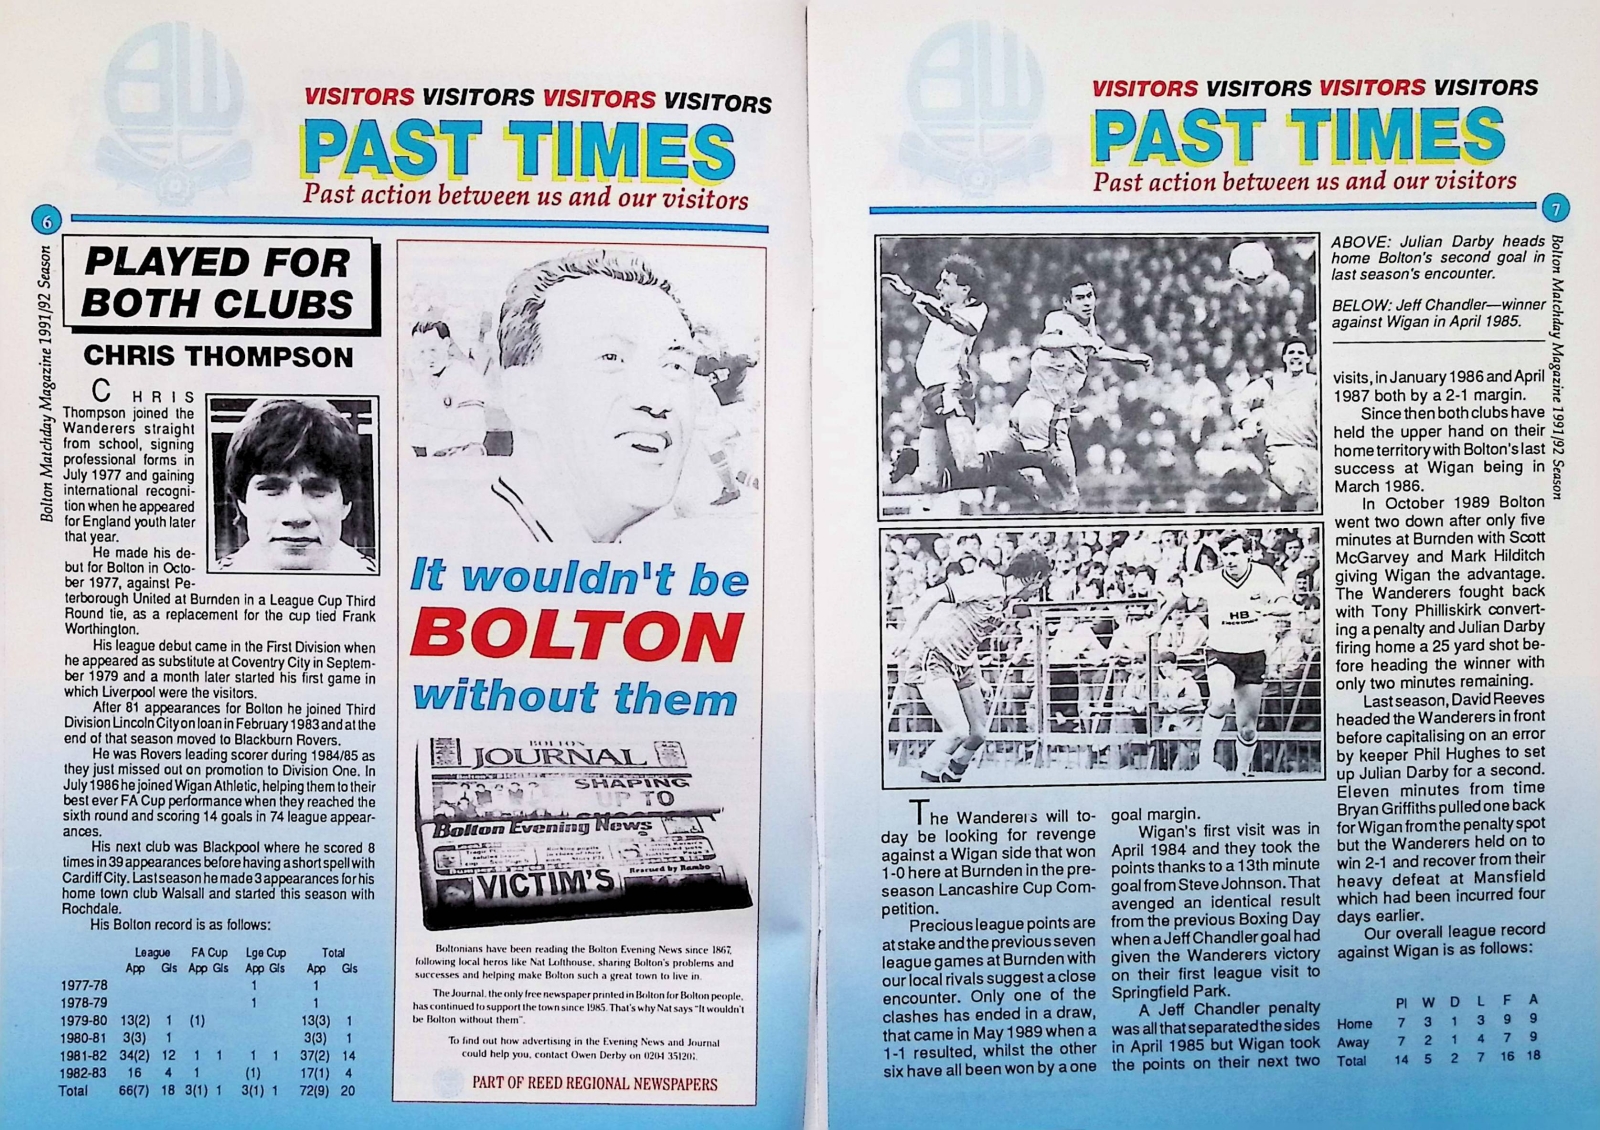 VISITORS VISITORS VISITORS VISITORS
PAST TIMES
Past action between us and our visitors
6
Bolton Matchday Magazine 1991/92 Season
PLAYED FOR
BOTH CLUBS
CHRIS THOMPSON
CHRIS
Thompson joined the
Wanderers straight
from school, signing
professional forms in
July 1977 and gaining
international recogni-
tion when he appeared
for England youth later
that year.
He made his de-
but for Bolton in Octo-
ber 1977, against Pe-
terborough United at Burnden in a League Cup Third
Round tie, as a replacement for the cup tied Frank
Worthington.
His league debut came in the First Division when
he appeared as substitute at Coventry City in Septem-
ber 1979 and a month later started his first game in
which Liverpool were the visitors.
After 81 appearances for Bolton he joined Third
Division Lincoln City on loan in February 1983 and at the
end of that season moved to Blackburn Rovers.
He was Rovers leading scorer during 1984/85 as
they just missed out on promotion to Division One. In
July 1986 he joined Wigan Athletic, helping them to their
best ever FA Cup performance when they reached the
sixth round and scoring 14 goals in 74 league appear-
ances.
His next club was Blackpool where he scored 8
times in 39 appearances before having a short spell with
Cardiff City. Last season he made 3 appearances for his
home town club Walsall and started this season with
Rochdale.
His Bolton record is as follows:
League FA Cup Lge Cup Total
App Gls App Gls App Gls App Gls
1977-78 1 1
1978-79 1 1
1979-80 13(2) 1 (1) 13(3) 1
1980-81 3(3) 1 3(3) 1
1981-82 34(2) 12 1 1 1 1 37(2) 14
1982-83 16 4 1 (1) 17(1) 4
Total 66(7) 18 3(1) 1 3(1) 1 72(9) 20
It wouldn't be
BOLTON
without them
BOLTON
JOURNAL
SHAPING
UP TO
Bolton Evening News
Rescued by Rambo
VICTIM'S
Boltonians have been reading the Bolton Evening News since 1867,
following local heros like Nat Lofthouse, sharing Bolton's problems and
successes and helping make Bolton such a great town to live in.
The Journal, the only free newspaper printed in Bolton for Bolton people,
has continued to support the town since 1985. That's why Nat says "It wouldn't
be Bolton without them".
To find out how advertising in the Evening News and Journal
could help you, contact Owen Derby on 0204
PART OF REED REGIONAL NEWSPAPERS
VISITORS VISITORS VISITORS VISITORS
PAST TIMES
Past action between us and our visitors
7
Bolton Matchday Magazine 1991/92 Season
ABOVE: Julian Darby heads
home Bolton's second goal in
last season's encounter.
BELOW: Jeff Chandler—winner
against Wigan in April 1985.
HB
The Wanderers will to-
day be looking for revenge
against a Wigan side that won
1-0 here at Burnden in the pre-
season Lancashire Cup Com-
petition.
Precious league points are
at stake and the previous seven
league games at Burnden with
our local rivals suggest a close
encounter. Only one of the
clashes has ended in a draw,
that came in May 1989 when a
1-1 resulted, whilst the other
six have all been won by a one
goal margin.
Wigan's first visit was in
April 1984 and they took the
points thanks to a 13th minute
goal from Steve Johnson. That
avenged an identical result
from the previous Boxing Day
when a Jeff Chandler goal had
given the Wanderers victory
on their first league visit to
Springfield Park.
A Jeff Chandler penalty
was all that separated the sides
in April 1985 but Wigan took
the points on their next two
visits, in January 1986 and April
1987 both by a 2-1 margin.
Since then both clubs have
held the upper hand on their
home territory with Bolton's last
success at Wigan being in
March 1986.
In October 1989 Bolton
went two down after only five
minutes at Burnden with Scott
McGarvey and Mark Hilditch
giving Wigan the advantage.
The Wanderers fought back
with Tony Philliskirk convert-
ing a penalty and Julian Darby
firing home a 25 yard shot be-
fore heading the winner with
only two minutes remaining.
Last season, David Reeves
headed the Wanderers in front
before capitalising on an error
by keeper Phil Hughes to set
up Julian Darby for a second.
Eleven minutes from time
Bryan Griffiths pulled one back
for Wigan from the penalty spot
but the Wanderers held on to
win 2-1 and recover from their
heavy defeat at Mansfield
which had been incurred four
days earlier.
Our overall league record
against Wigan is as follows:
Pl W D L F A
Home 7 3 1 3 9 9
Away 7 2 1 4 7 9
Total 14 5 2 7 16 18